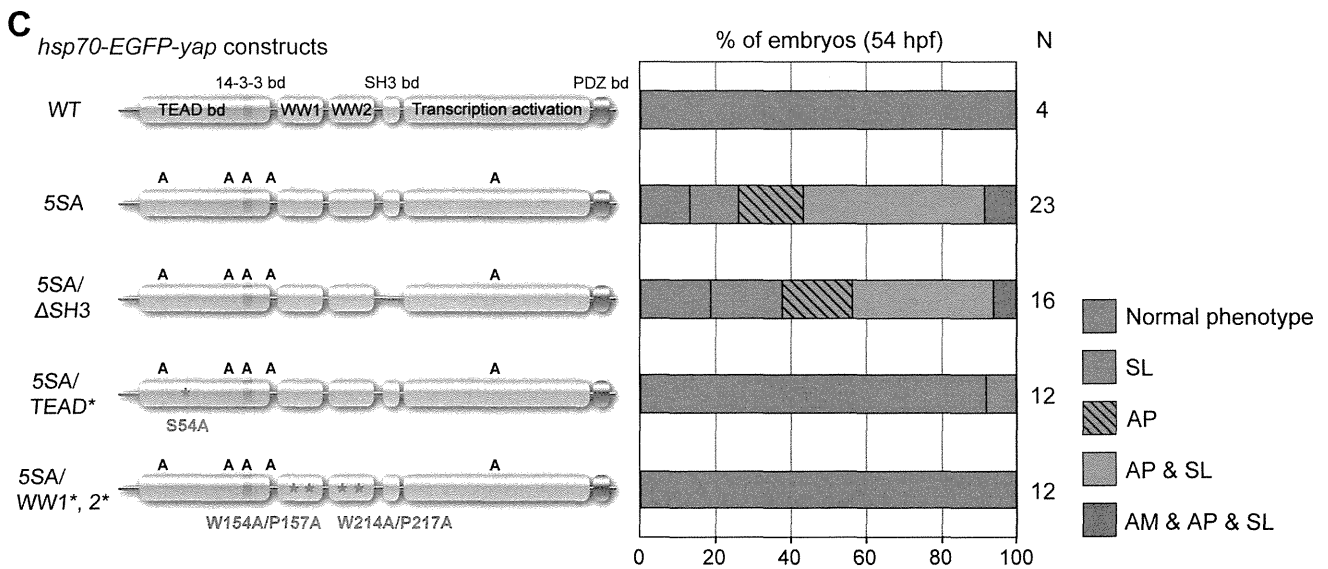 C
hsp70-EGFP-yap constructs
% of embryos (54 hpf)
N
14-3-3 bd
SH3 bd
PDZ bd
WT
TEAD bd
WW1
WW2
Transcription activation
4
A A A A A
5SA
23
A A A A A
5SA/
ΔSH3
16
A A A A A
5SA/
TEAD*
*
S54A
12
A A A A A
5SA/
WW1*, 2*
* * * *
W154A/P157A
W214A/P217A
12
0 20 40 60 80 100
Normal phenotype
SL
AP
AP & SL
AM & AP & SL